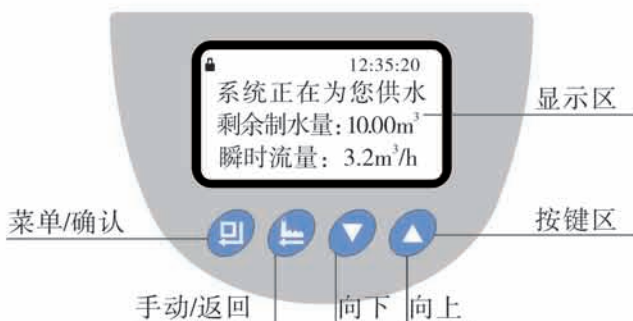 12:35:20
系统正在为您供水
剩余制水量:10.00m³
瞬时流量: 3.2m³/h
显示区
菜单/确认
按键区
手动/返回
向下
向上